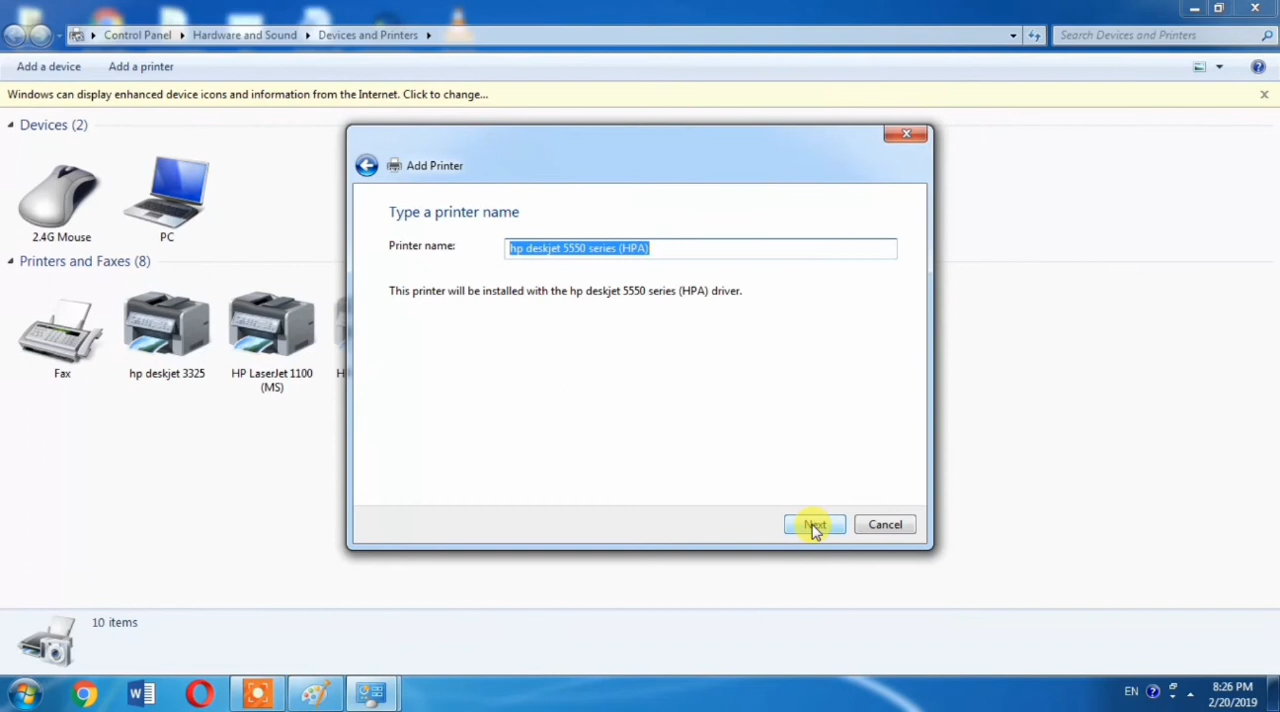 Control Panel Hardware and Sound Devices and Printers Search Devices and Printers
Add a device Add a printer
Windows can display enhanced device icons and information from the Internet. Click to change...
Devices (2)
2.4G Mouse PC
Printers and Faxes (8)
Fax hp deskjet 3325 HP LaserJet 1100 (MS) H
Add Printer
Type a printer name
Printer name: hp deskjet 5550 series (HPA)
This printer will be installed with the hp deskjet 5550 series (HPA) driver.
Next Cancel
10 items
EN 8:26 PM
2/20/2019